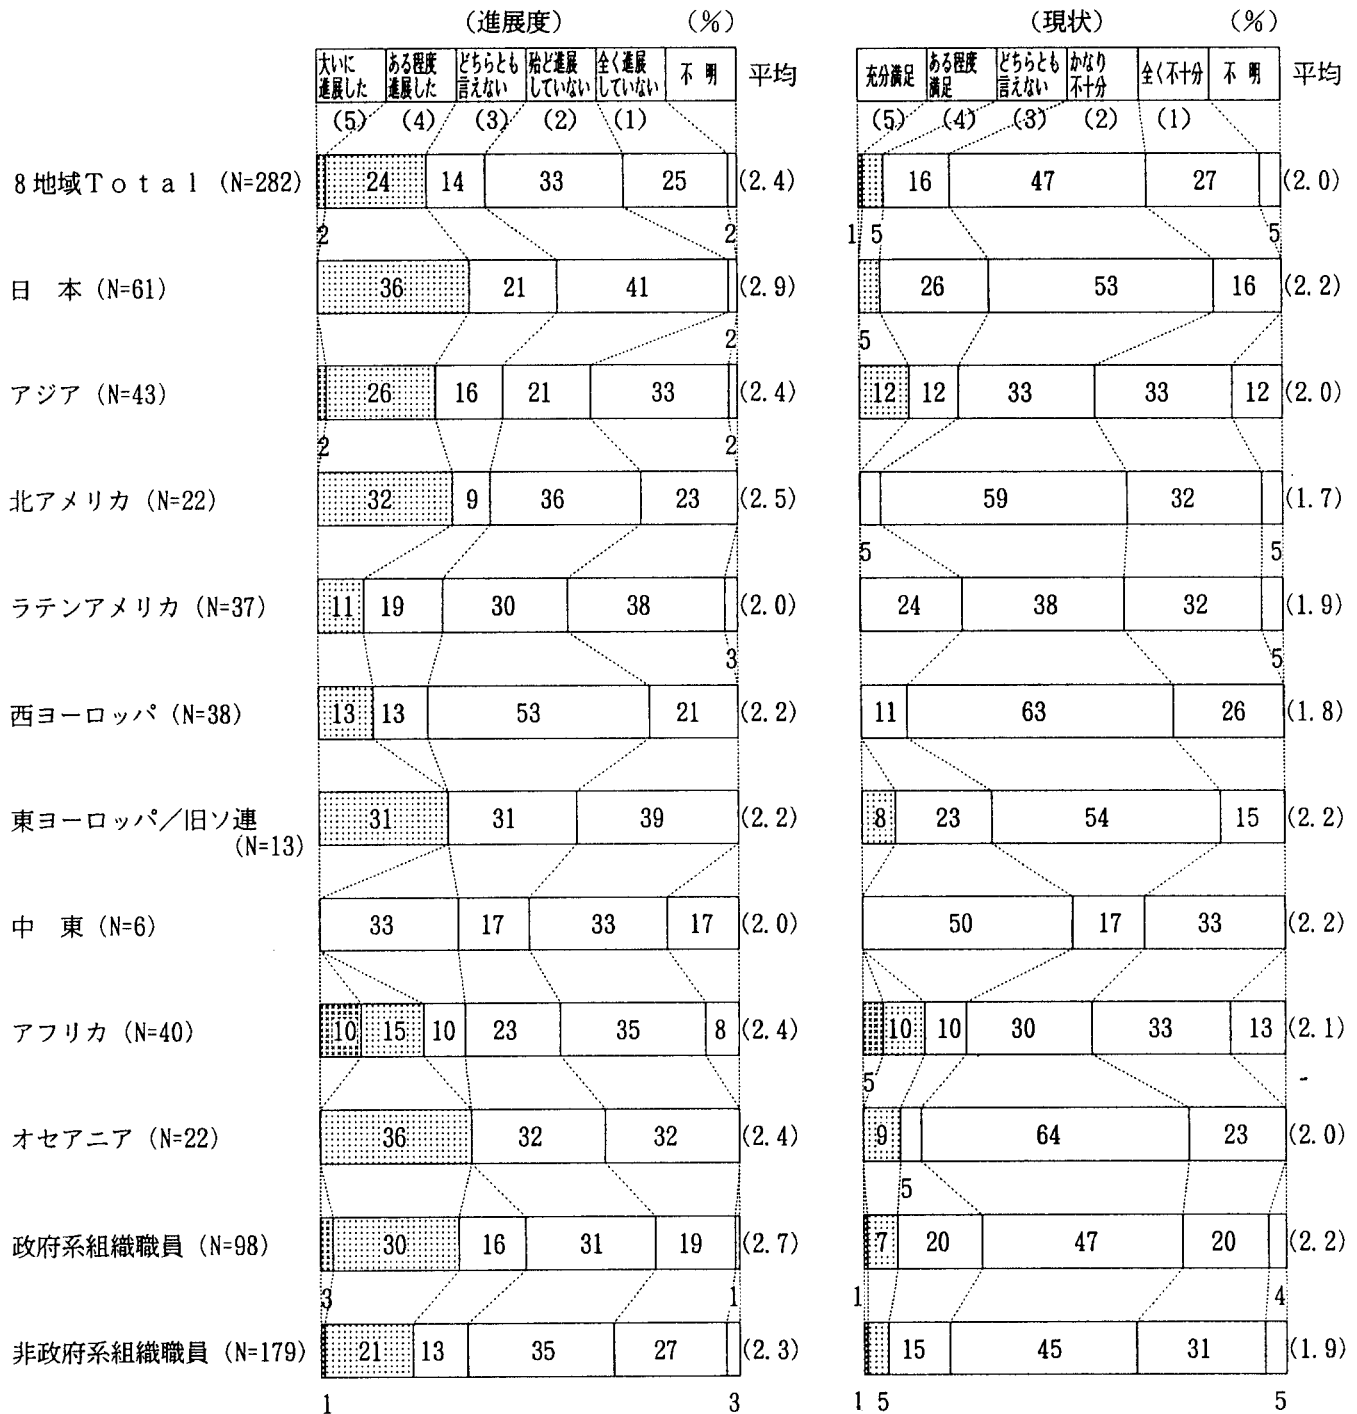 （進展度） （％） （現状） （％）
大いに進展した ある程度進展した どちらとも言えない 殆ど進展していない 全く進展していない 不明 平均 充分満足 ある程度満足 どちらとも言えない かなり不十分 全く不十分 不明 平均
(5) (4) (3) (2) (1) (5) (4) (3) (2) (1)
8地域Ｔｏｔａｌ (N=282) 24 14 33 25 (2.4) 16 47 27 (2.0)
2 2 1 5 5
日 本 (N=61) 36 21 41 (2.9) 26 53 16 (2.2)
2 5
アジア (N=43) 26 16 21 33 (2.4) 12 12 33 33 12 (2.0)
2 2
北アメリカ (N=22) 32 9 36 23 (2.5) 59 32 (1.7)
5 5
ラテンアメリカ (N=37) 11 19 30 38 (2.0) 24 38 32 (1.9)
3 5
西ヨーロッパ (N=38) 13 13 53 21 (2.2) 11 63 26 (1.8)
東ヨーロッパ／旧ソ連 31 31 39 (2.2) 8 23 54 15 (2.2)
(N=13)
中 東 (N=6) 33 17 33 17 (2.0) 50 17 33 (2.2)
アフリカ (N=40) 10 15 10 23 35 8 (2.4) 10 10 30 33 13 (2.1)
5
オセアニア (N=22) 36 32 32 (2.4) 9 64 23 (2.0)
5
政府系組織職員 (N=98) 30 16 31 19 (2.7) 7 20 47 20 (2.2)
3 1 1 4
非政府系組織職員 (N=179) 21 13 35 27 (2.3) 15 45 31 (1.9)
1 3 1 5 5